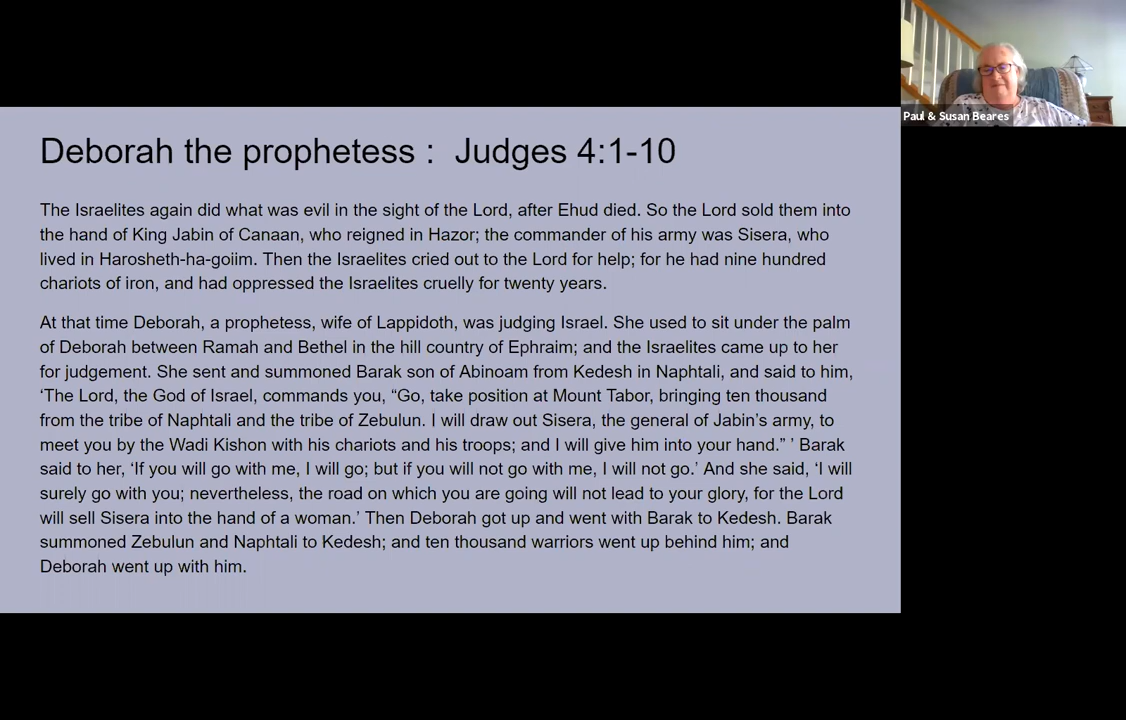 Deborah the prophetess :  Judges 4:1-10
The Israelites again did what was evil in the sight of the Lord, after Ehud died. So the Lord sold them into
the hand of King Jabin of Canaan, who reigned in Hazor; the commander of his army was Sisera, who
lived in Harosheth-ha-goiim. Then the Israelites cried out to the Lord for help; for he had nine hundred
chariots of iron, and had oppressed the Israelites cruelly for twenty years.
At that time Deborah, a prophetess, wife of Lappidoth, was judging Israel. She used to sit under the palm
of Deborah between Ramah and Bethel in the hill country of Ephraim; and the Israelites came up to her
for judgement. She sent and summoned Barak son of Abinoam from Kedesh in Naphtali, and said to him,
‘The Lord, the God of Israel, commands you, “Go, take position at Mount Tabor, bringing ten thousand
from the tribe of Naphtali and the tribe of Zebulun. I will draw out Sisera, the general of Jabin’s army, to
meet you by the Wadi Kishon with his chariots and his troops; and I will give him into your hand.” ’ Barak
said to her, ‘If you will go with me, I will go; but if you will not go with me, I will not go.’ And she said, ‘I will
surely go with you; nevertheless, the road on which you are going will not lead to your glory, for the Lord
will sell Sisera into the hand of a woman.’ Then Deborah got up and went with Barak to Kedesh. Barak
summoned Zebulun and Naphtali to Kedesh; and ten thousand warriors went up behind him; and
Deborah went up with him.
Paul & Susan Beares